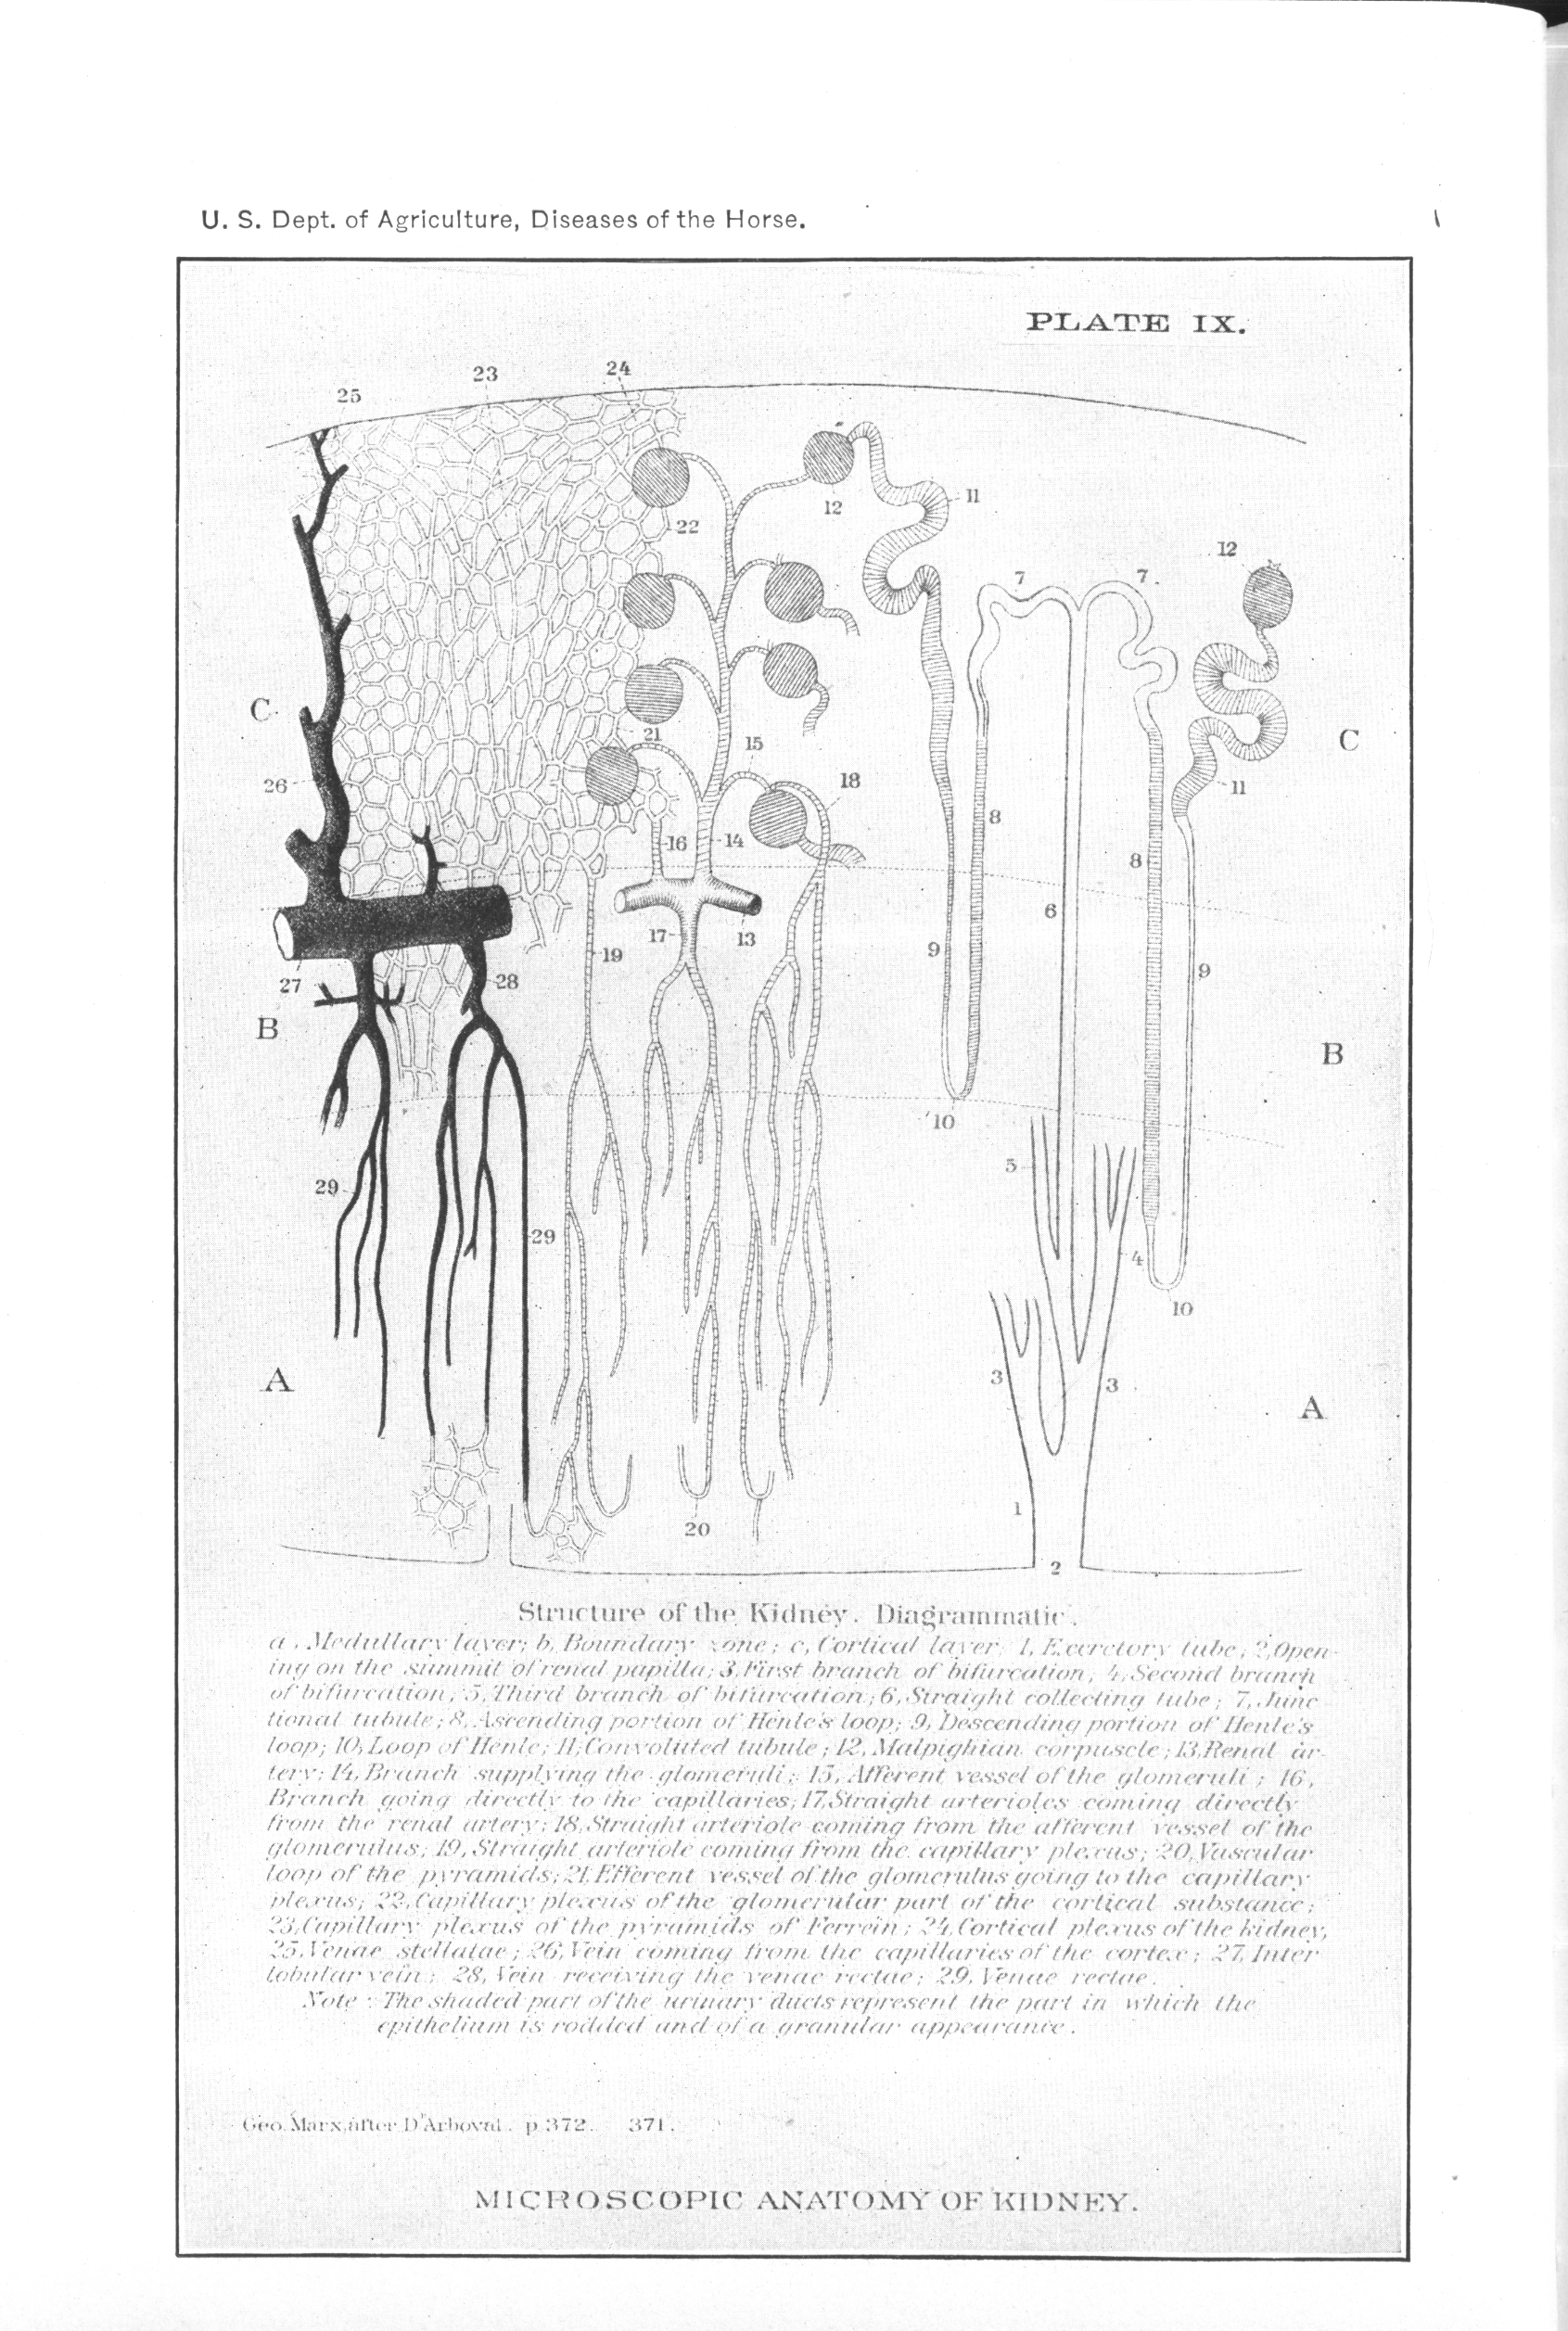 U. S. Dept. of Agriculture, Diseases of the Horse.
PLATE IX.
25
23
24
12
11
22
12
7
7
C
21
15
C
26
18
11
16
14
8
8
6
17
13
9
19
9
27
28
B
B
10
5
29
29
4
10
A
3
3
A
1
20
2
Structure of the Kidney. Diagrammatic.
a, Medullary layer; b, Boundary zone; c, Cortical layer; 1, Excretory tube; 2, Open-
ing on the summit of renal papilla; 3, First branch of bifurcation; 4, Second branch
of bifurcation; 5, Third branch of bifurcation; 6, Straight collecting tube; 7, Junc
tional tubule; 8, Ascending portion of Henle's loop; 9, Descending portion of Henle's
loop; 10, Loop of Henle; 11, Convoluted tubule; 12, Malpighian corpuscle; 13, Renal ar-
tery; 14, Branch supplying the glomeruli; 15, Afferent vessel of the glomeruli; 16,
Branch going directly to the capillaries; 17, Straight arterioles coming directly
from the renal artery; 18, Straight arteriole coming from the afferent vessel of the
glomerulus; 19, Straight arteriole coming from the capillary plexus; 20, Vascular
loop of the pyramids; 21, Efferent vessel of the glomerulus going to the capillary
plexus; 22, Capillary plexus of the glomerular part of the cortical substance;
23, Capillary plexus of the pyramids of Ferrein; 24, Cortical plexus of the kidney,
25, Venae stellatae; 26, Vein coming from the capillaries of the cortex; 27, Inter
lobular vein; 28, Vein receiving the venae rectae; 29, Venae rectae.
Note: The shaded part of the urinary ducts represent the part in which the
epithelium is rodded and of a granular appearance.
Geo. Marx, after D'Arboval. p 372. 371.
MICROSCOPIC ANATOMY OF KIDNEY.